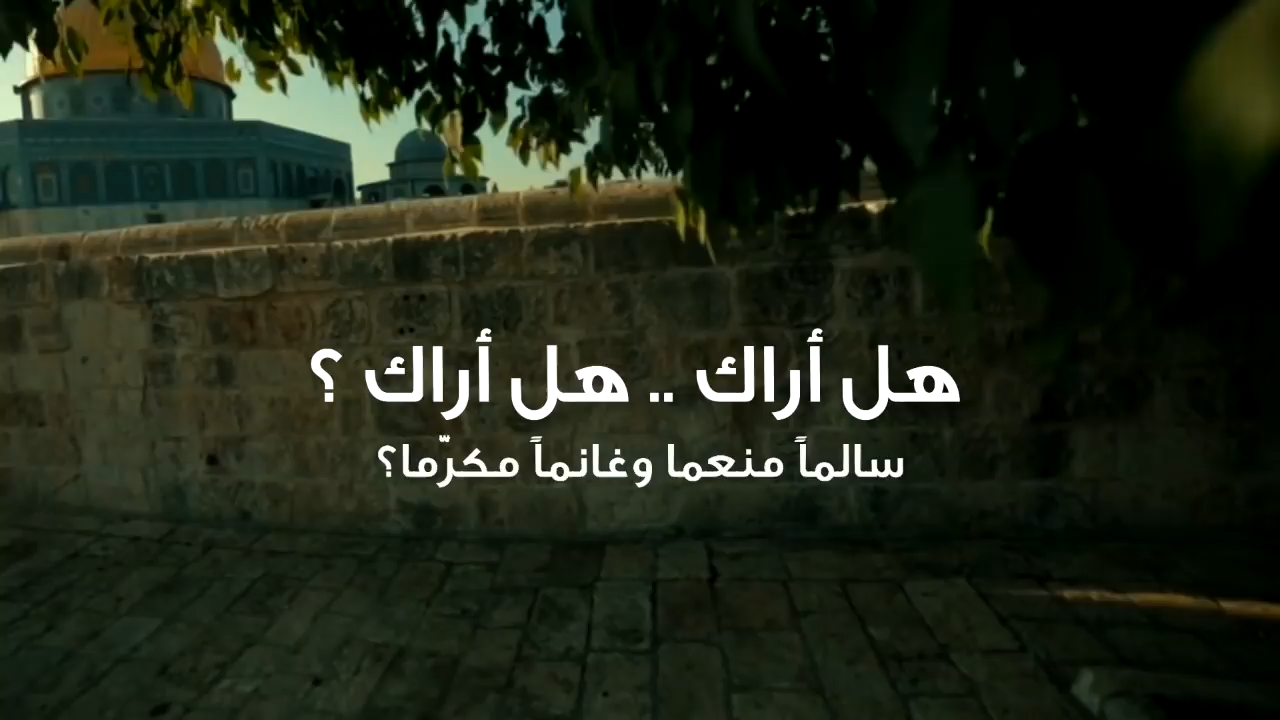 هل أراك .. هل أراك ؟
سالماً منعما وغانماً مكرّما؟